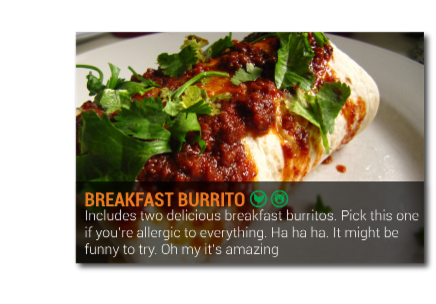 BREAKFAST BURRITO
Includes two delicious breakfast burritos. Pick this one
if you're allergic to everything. Ha ha ha. It might be
funny to try. Oh my it's amazing